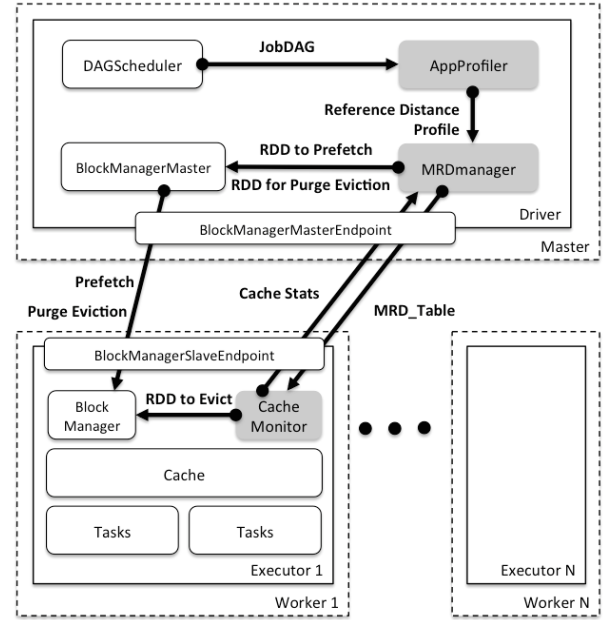 DAGScheduler
JobDAG
AppProfiler
Reference Distance
Profile
BlockManagerMaster
RDD to Prefetch
RDD for Purge Eviction
MRDmanager
Driver
BlockManagerMasterEndpoint
Master
Prefetch
Purge Eviction
Cache Stats
MRD_Table
BlockManagerSlaveEndpoint
Block
Manager
RDD to Evict
Cache
Monitor
Cache
Tasks
Tasks
Executor 1
Worker 1
Executor N
Worker N